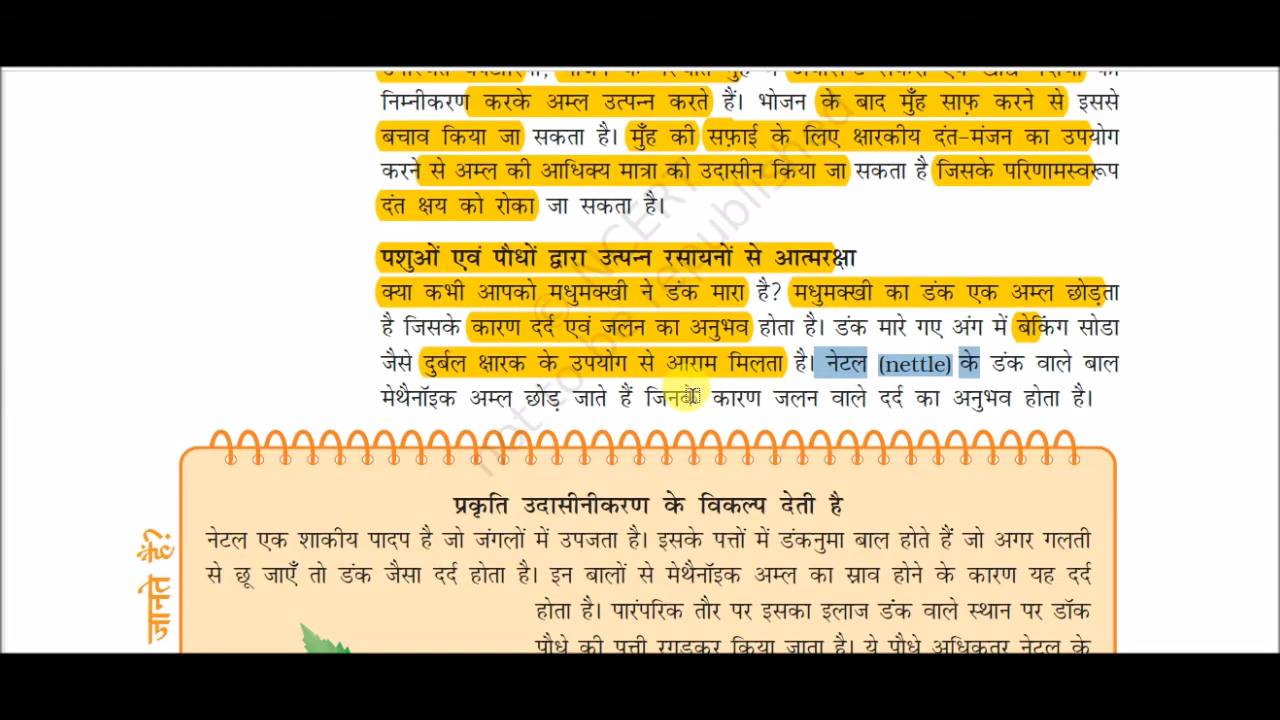 निम्नीकरण करके अम्ल उत्पन्न करते हैं। भोजन के बाद मुँह साफ़ करने से इससे
बचाव किया जा सकता है। मुँह की सफ़ाई के लिए क्षारकीय दंत-मंजन का उपयोग
करने से अम्ल की आधिक्य मात्रा को उदासीन किया जा सकता है जिसके परिणामस्वरूप
दंत क्षय को रोका जा सकता है।
पशुओं एवं पौधों द्वारा उत्पन्न रसायनों से आत्मरक्षा
क्या कभी आपको मधुमक्खी ने डंक मारा है? मधुमक्खी का डंक एक अम्ल छोड़ता
है जिसके कारण दर्द एवं जलन का अनुभव होता है। डंक मारे गए अंग में बेकिंग सोडा
जैसे दुर्बल क्षारक के उपयोग से आराम मिलता है। नेटल (nettle) के डंक वाले बाल
मेथैनॉइक अम्ल छोड़ जाते हैं जिनके कारण जलन वाले दर्द का अनुभव होता है।
प्रकृति उदासीनीकरण के विकल्प देती है
नेटल एक शाकीय पादप है जो जंगलों में उपजता है। इसके पत्तों में डंकनुमा बाल होते हैं जो अगर गलती
से छू जाएँ तो डंक जैसा दर्द होता है। इन बालों से मेथैनॉइक अम्ल का स्राव होने के कारण यह दर्द
होता है। पारंपरिक तौर पर इसका इलाज डंक वाले स्थान पर डॉक
पौधे की पत्ती रगड़कर किया जाता है। ये पौधे अधिकतर नेटल के
जानते हैं?
© NCERT
not to be republished